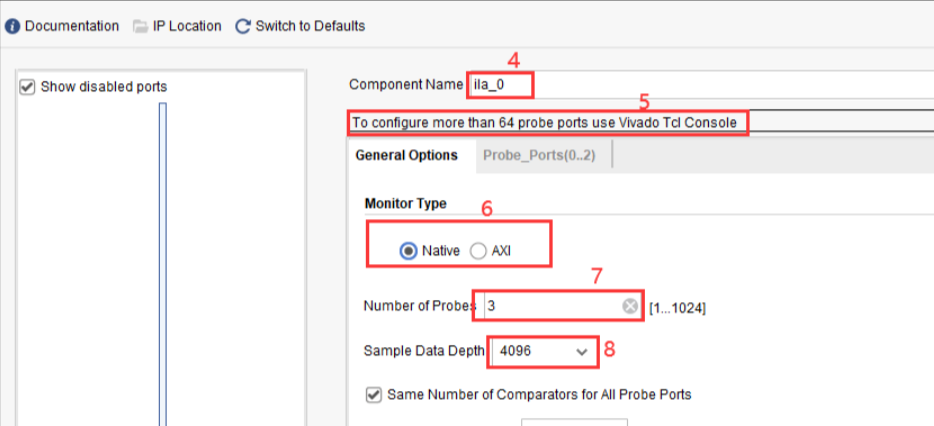 Documentation IP Location Switch to Defaults
4
Show disabled ports
Component Name ila_0
5
To configure more than 64 probe ports use Vivado Tcl Console
General Options Probe_Ports(0..2)
Monitor Type
6
Native AXI
7
Number of Probes 3 [1...1024]
Sample Data Depth 4096 8
Same Number of Comparators for All Probe Ports